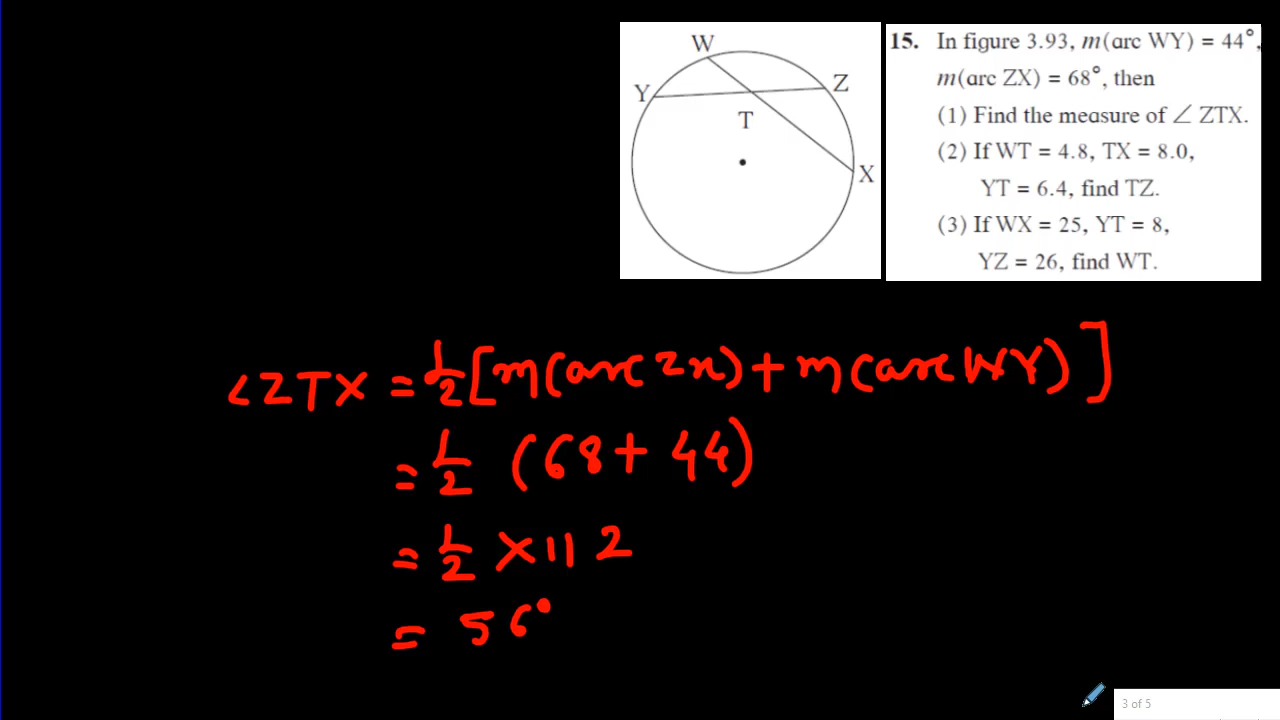 W
Y
Z
T
X
15. In figure 3.93, m(arc WY) = 44°,
m(arc ZX) = 68°, then
(1) Find the measure of ∠ ZTX.
(2) If WT = 4.8, TX = 8.0,
YT = 6.4, find TZ.
(3) If WX = 25, YT = 8,
YZ = 26, find WT.
∠ZTX = 1/2 [m(arc Zx) + m(arc WY)]
= 1/2 (68 + 44)
= 1/2 × 112
= 56°
3 of 5